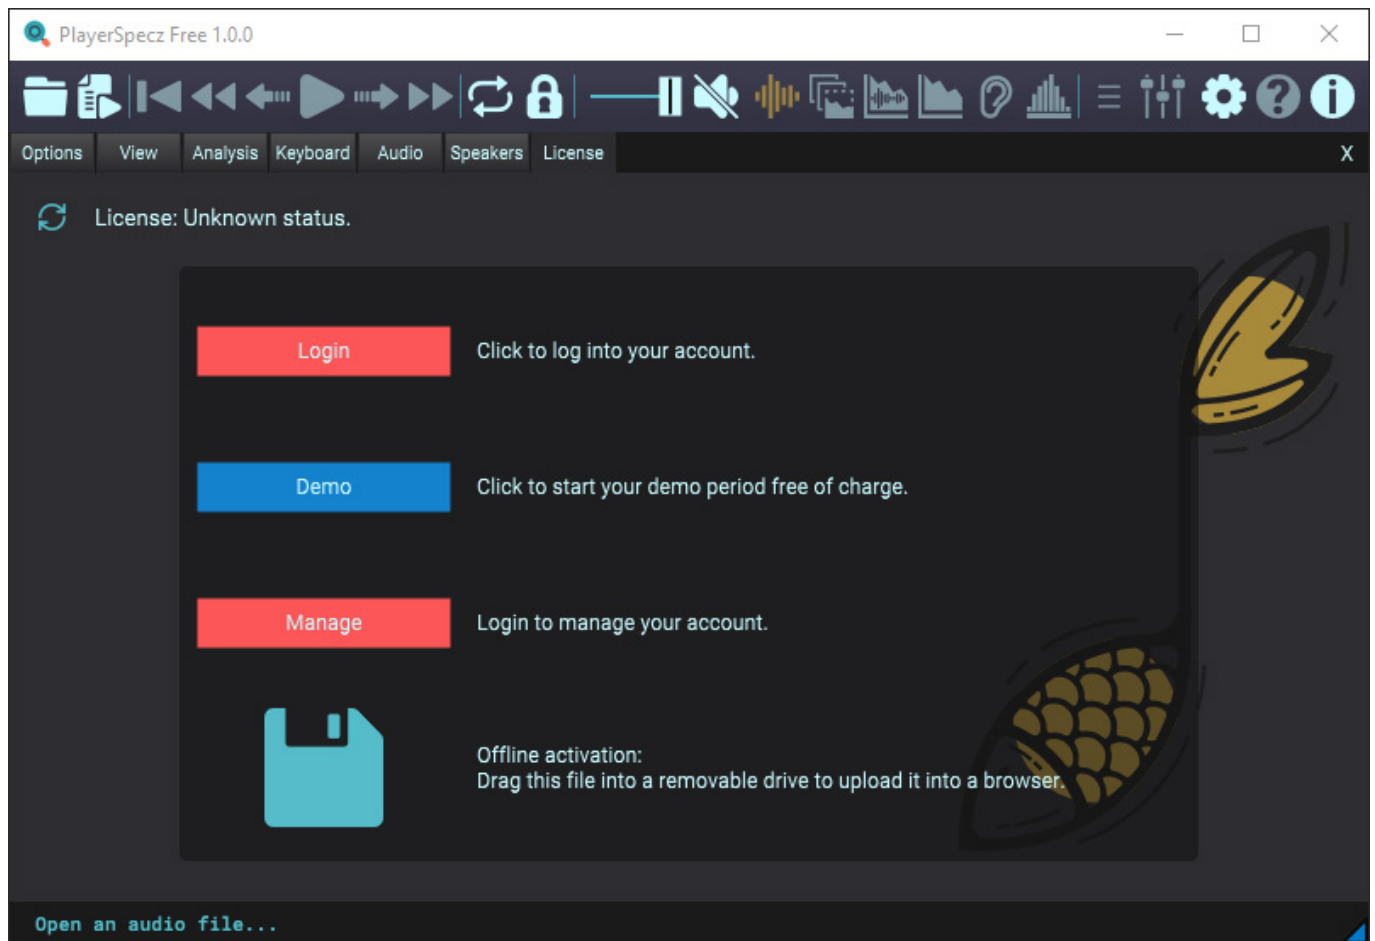 PlayerSpecz Free 1.0.0
Options View Analysis Keyboard Audio Speakers License X
License: Unknown status.
Login Click to log into your account.
Demo Click to start your demo period free of charge.
Manage Login to manage your account.
Offline activation:
Drag this file into a removable drive to upload it into a browser.
Open an audio file...